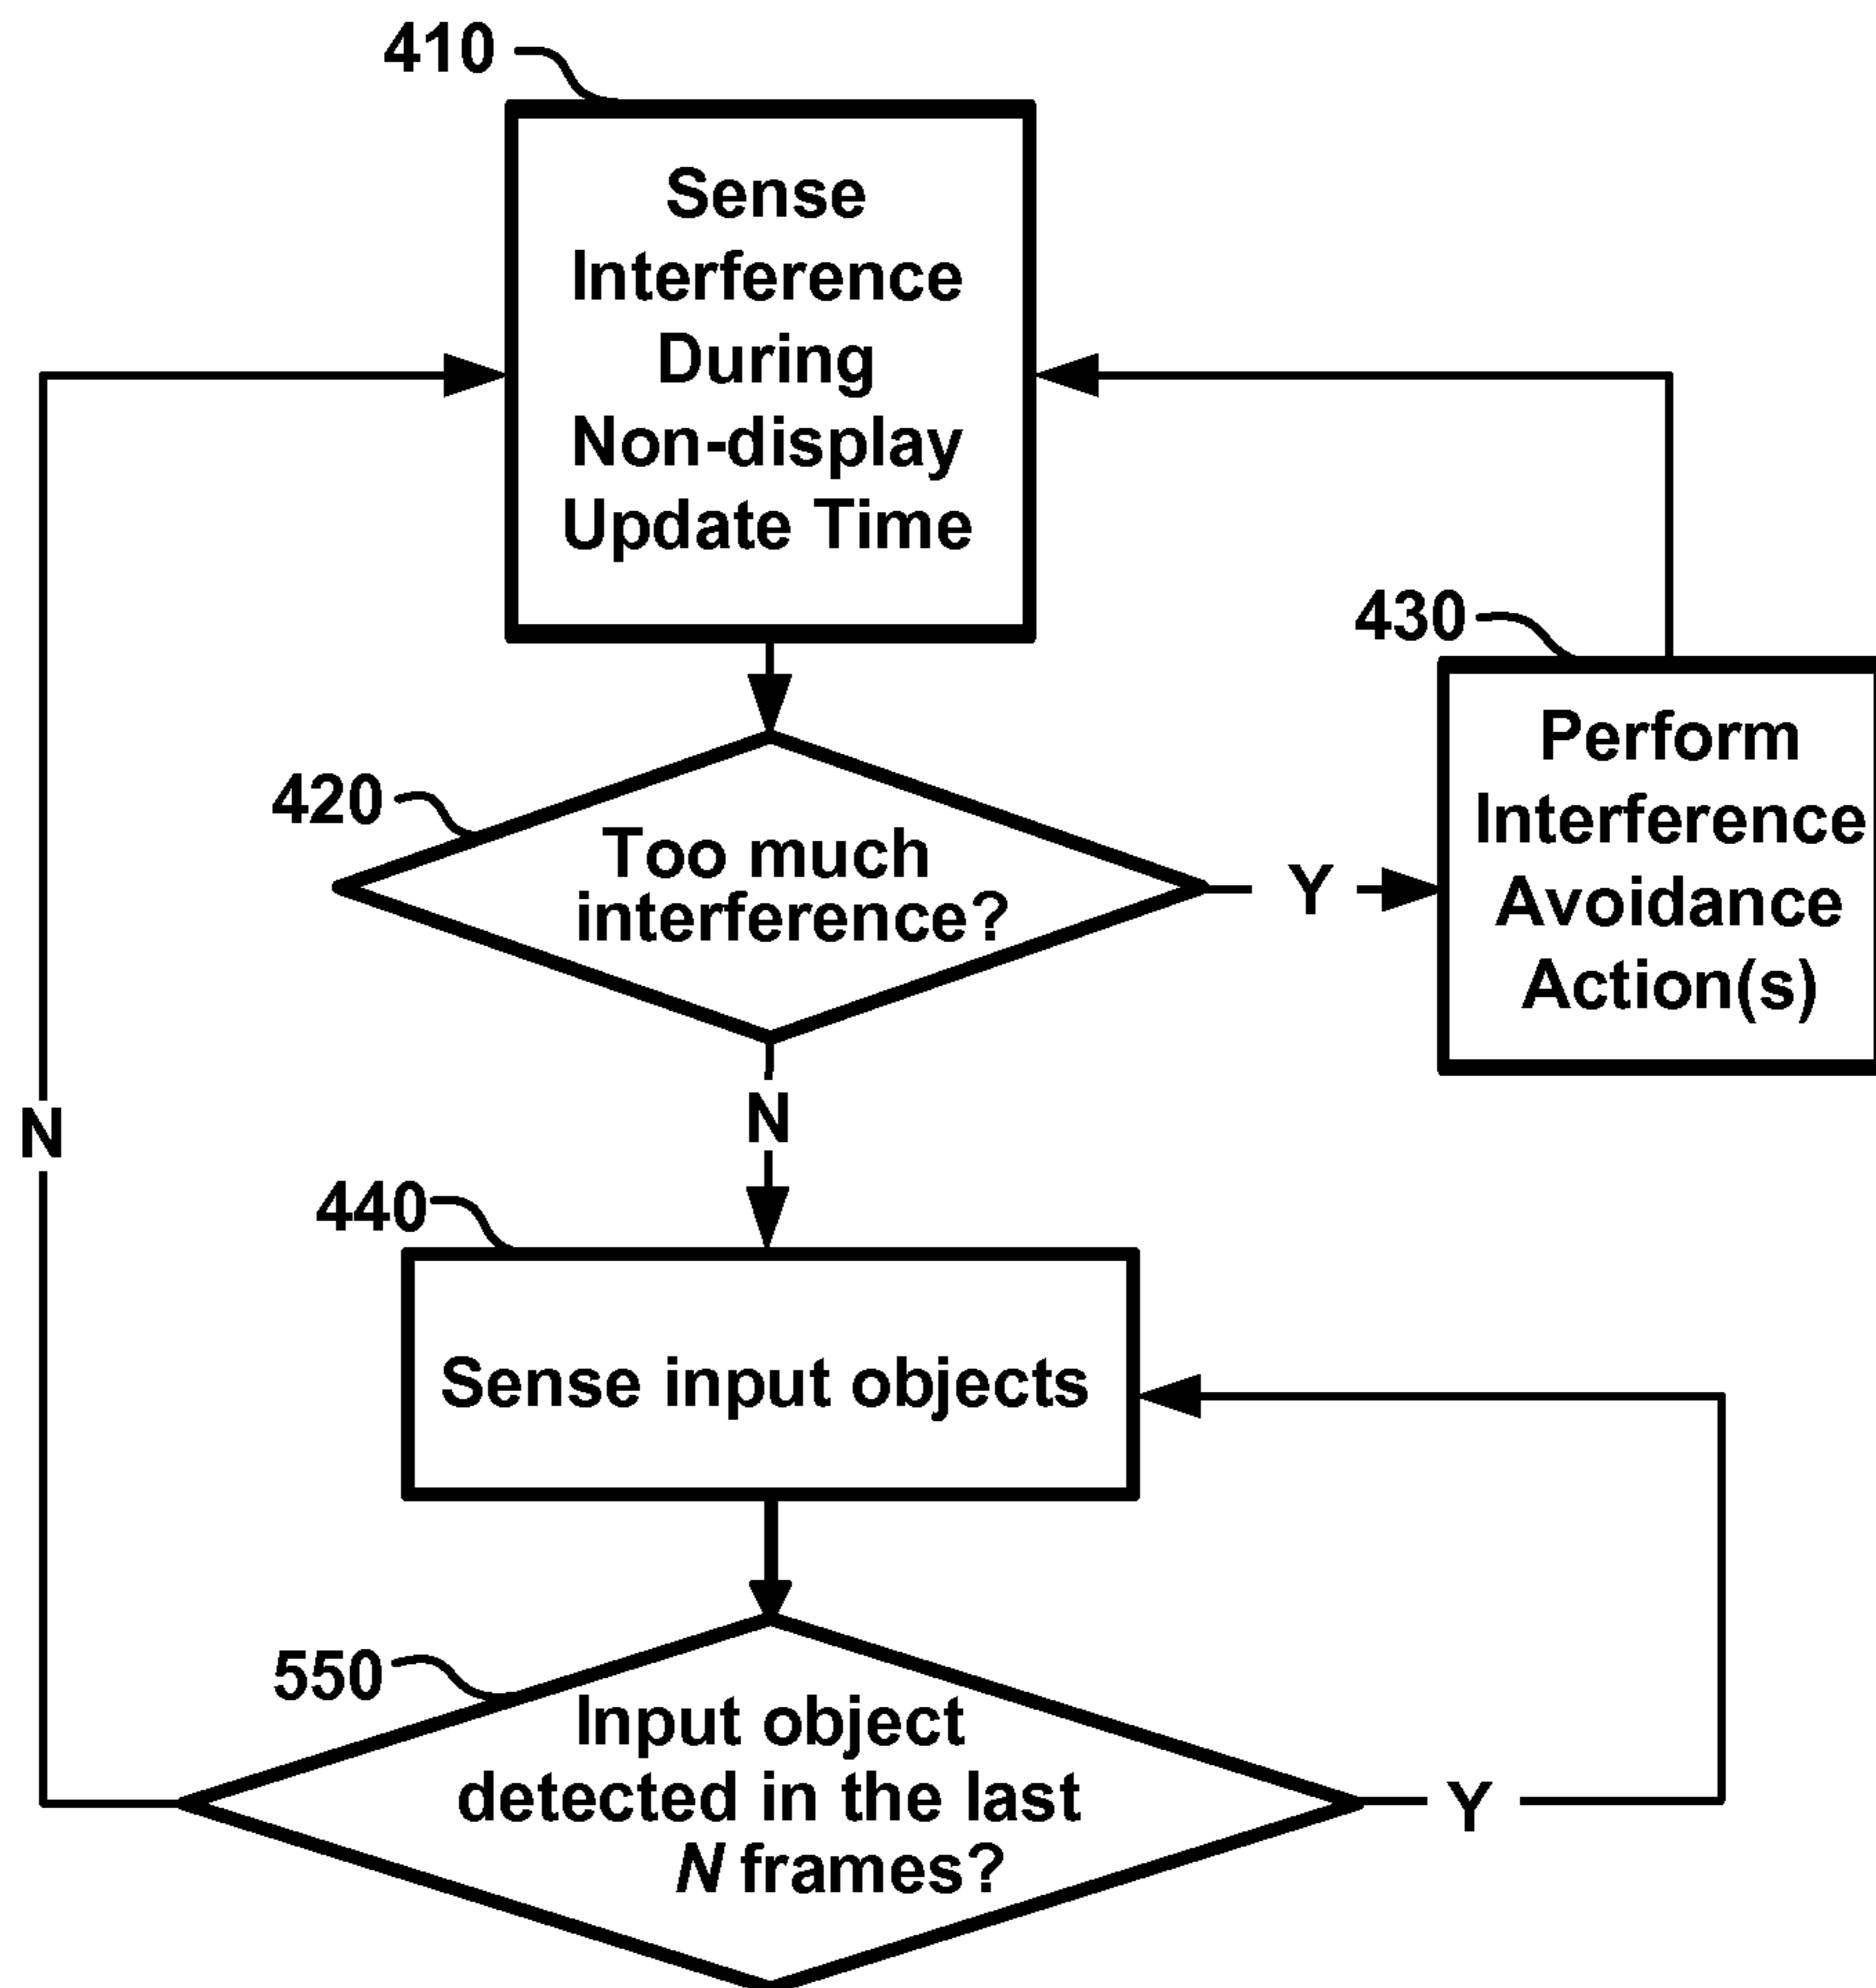 410
Sense
Interference
During
Non-display
Update Time
430
Perform
Interference
Avoidance
Action(s)
420
Too much
interference?
Y
N
N
440
Sense input objects
550
Input object
detected in the last
N frames?
Y